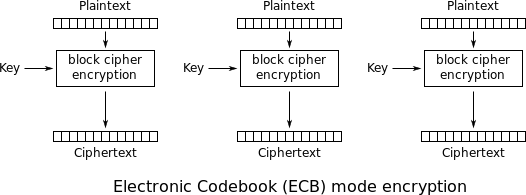 Plaintext Plaintext Plaintext
Key block cipher encryption Key block cipher encryption Key block cipher encryption
Ciphertext Ciphertext Ciphertext
Electronic Codebook (ECB) mode encryption